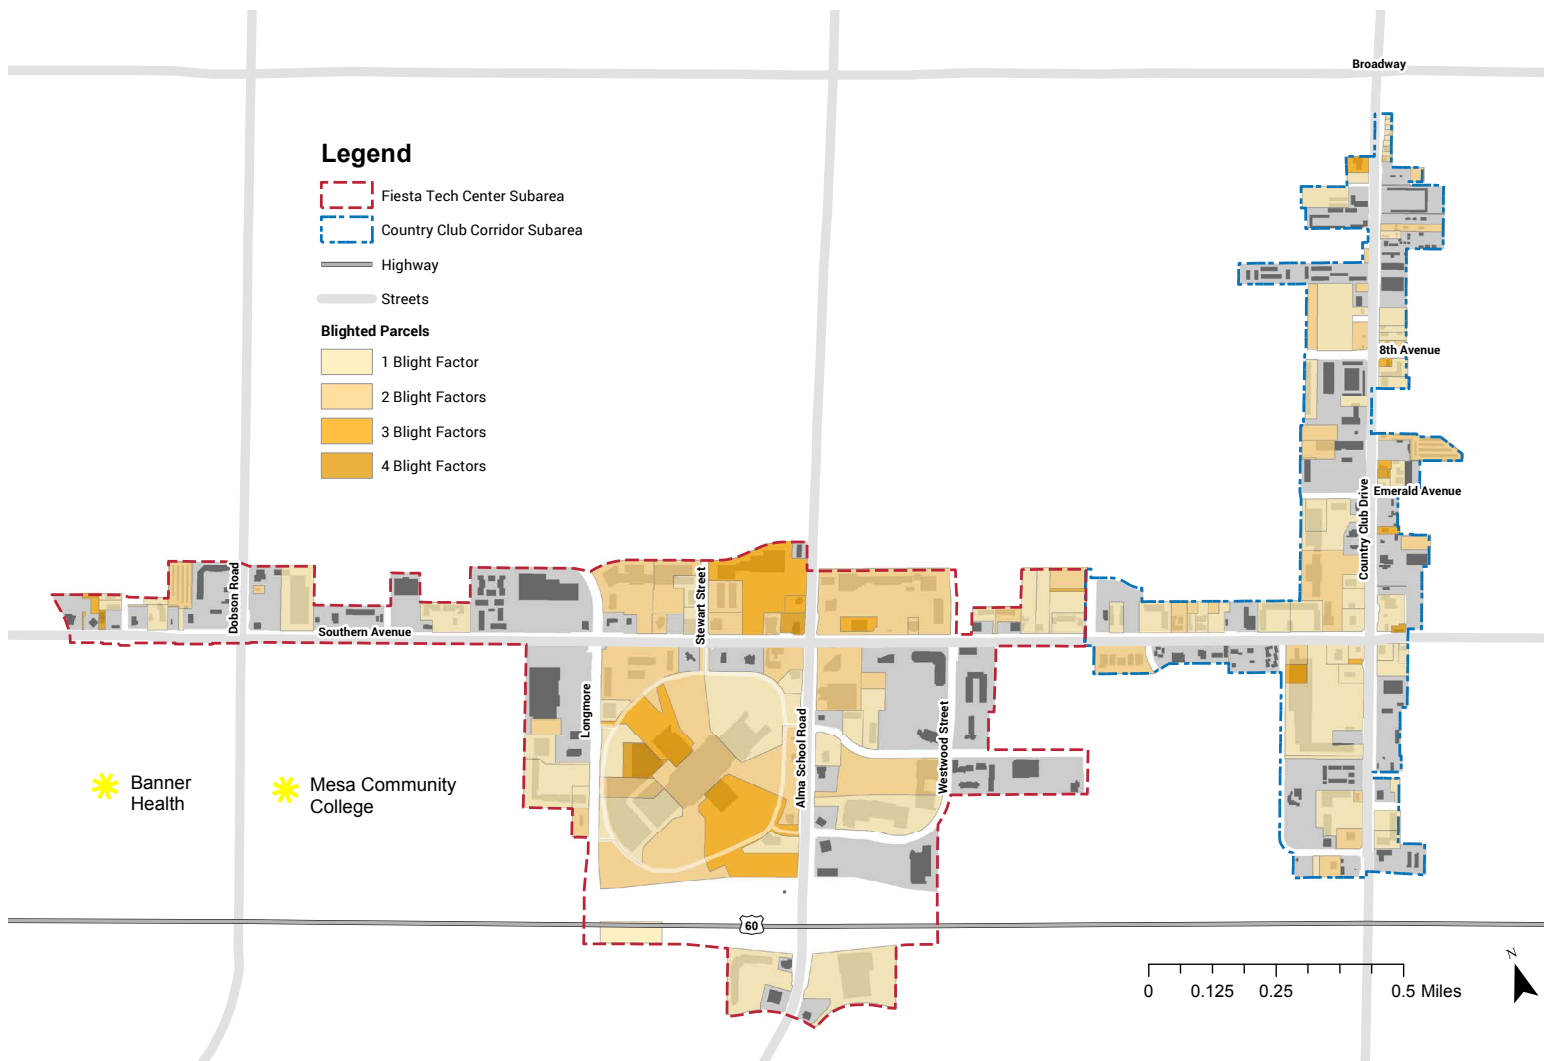 Broadway
Legend
Fiesta Tech Center Subarea
Country Club Corridor Subarea
Highway
Streets
Blighted Parcels
1 Blight Factor
2 Blight Factors
3 Blight Factors
4 Blight Factors
8th Avenue
Emerald Avenue
Country Club Drive
Dobson Road
Southern Avenue
Stewart Street
Longmore
Alma School Road
Westwood Street
Banner
Health
Mesa Community
College
60
N
0 0.125 0.25 0.5 Miles